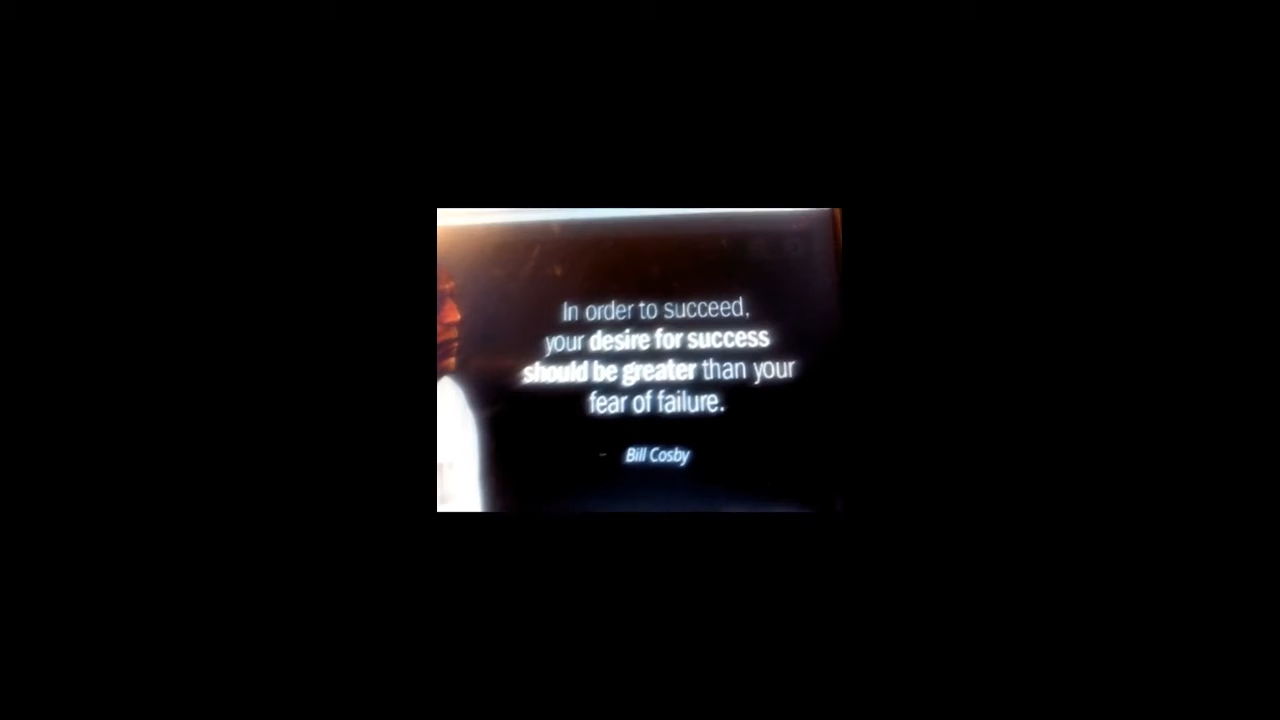 In order to succeed,
your desire for success
should be greater than your
fear of failure.
- Bill Cosby